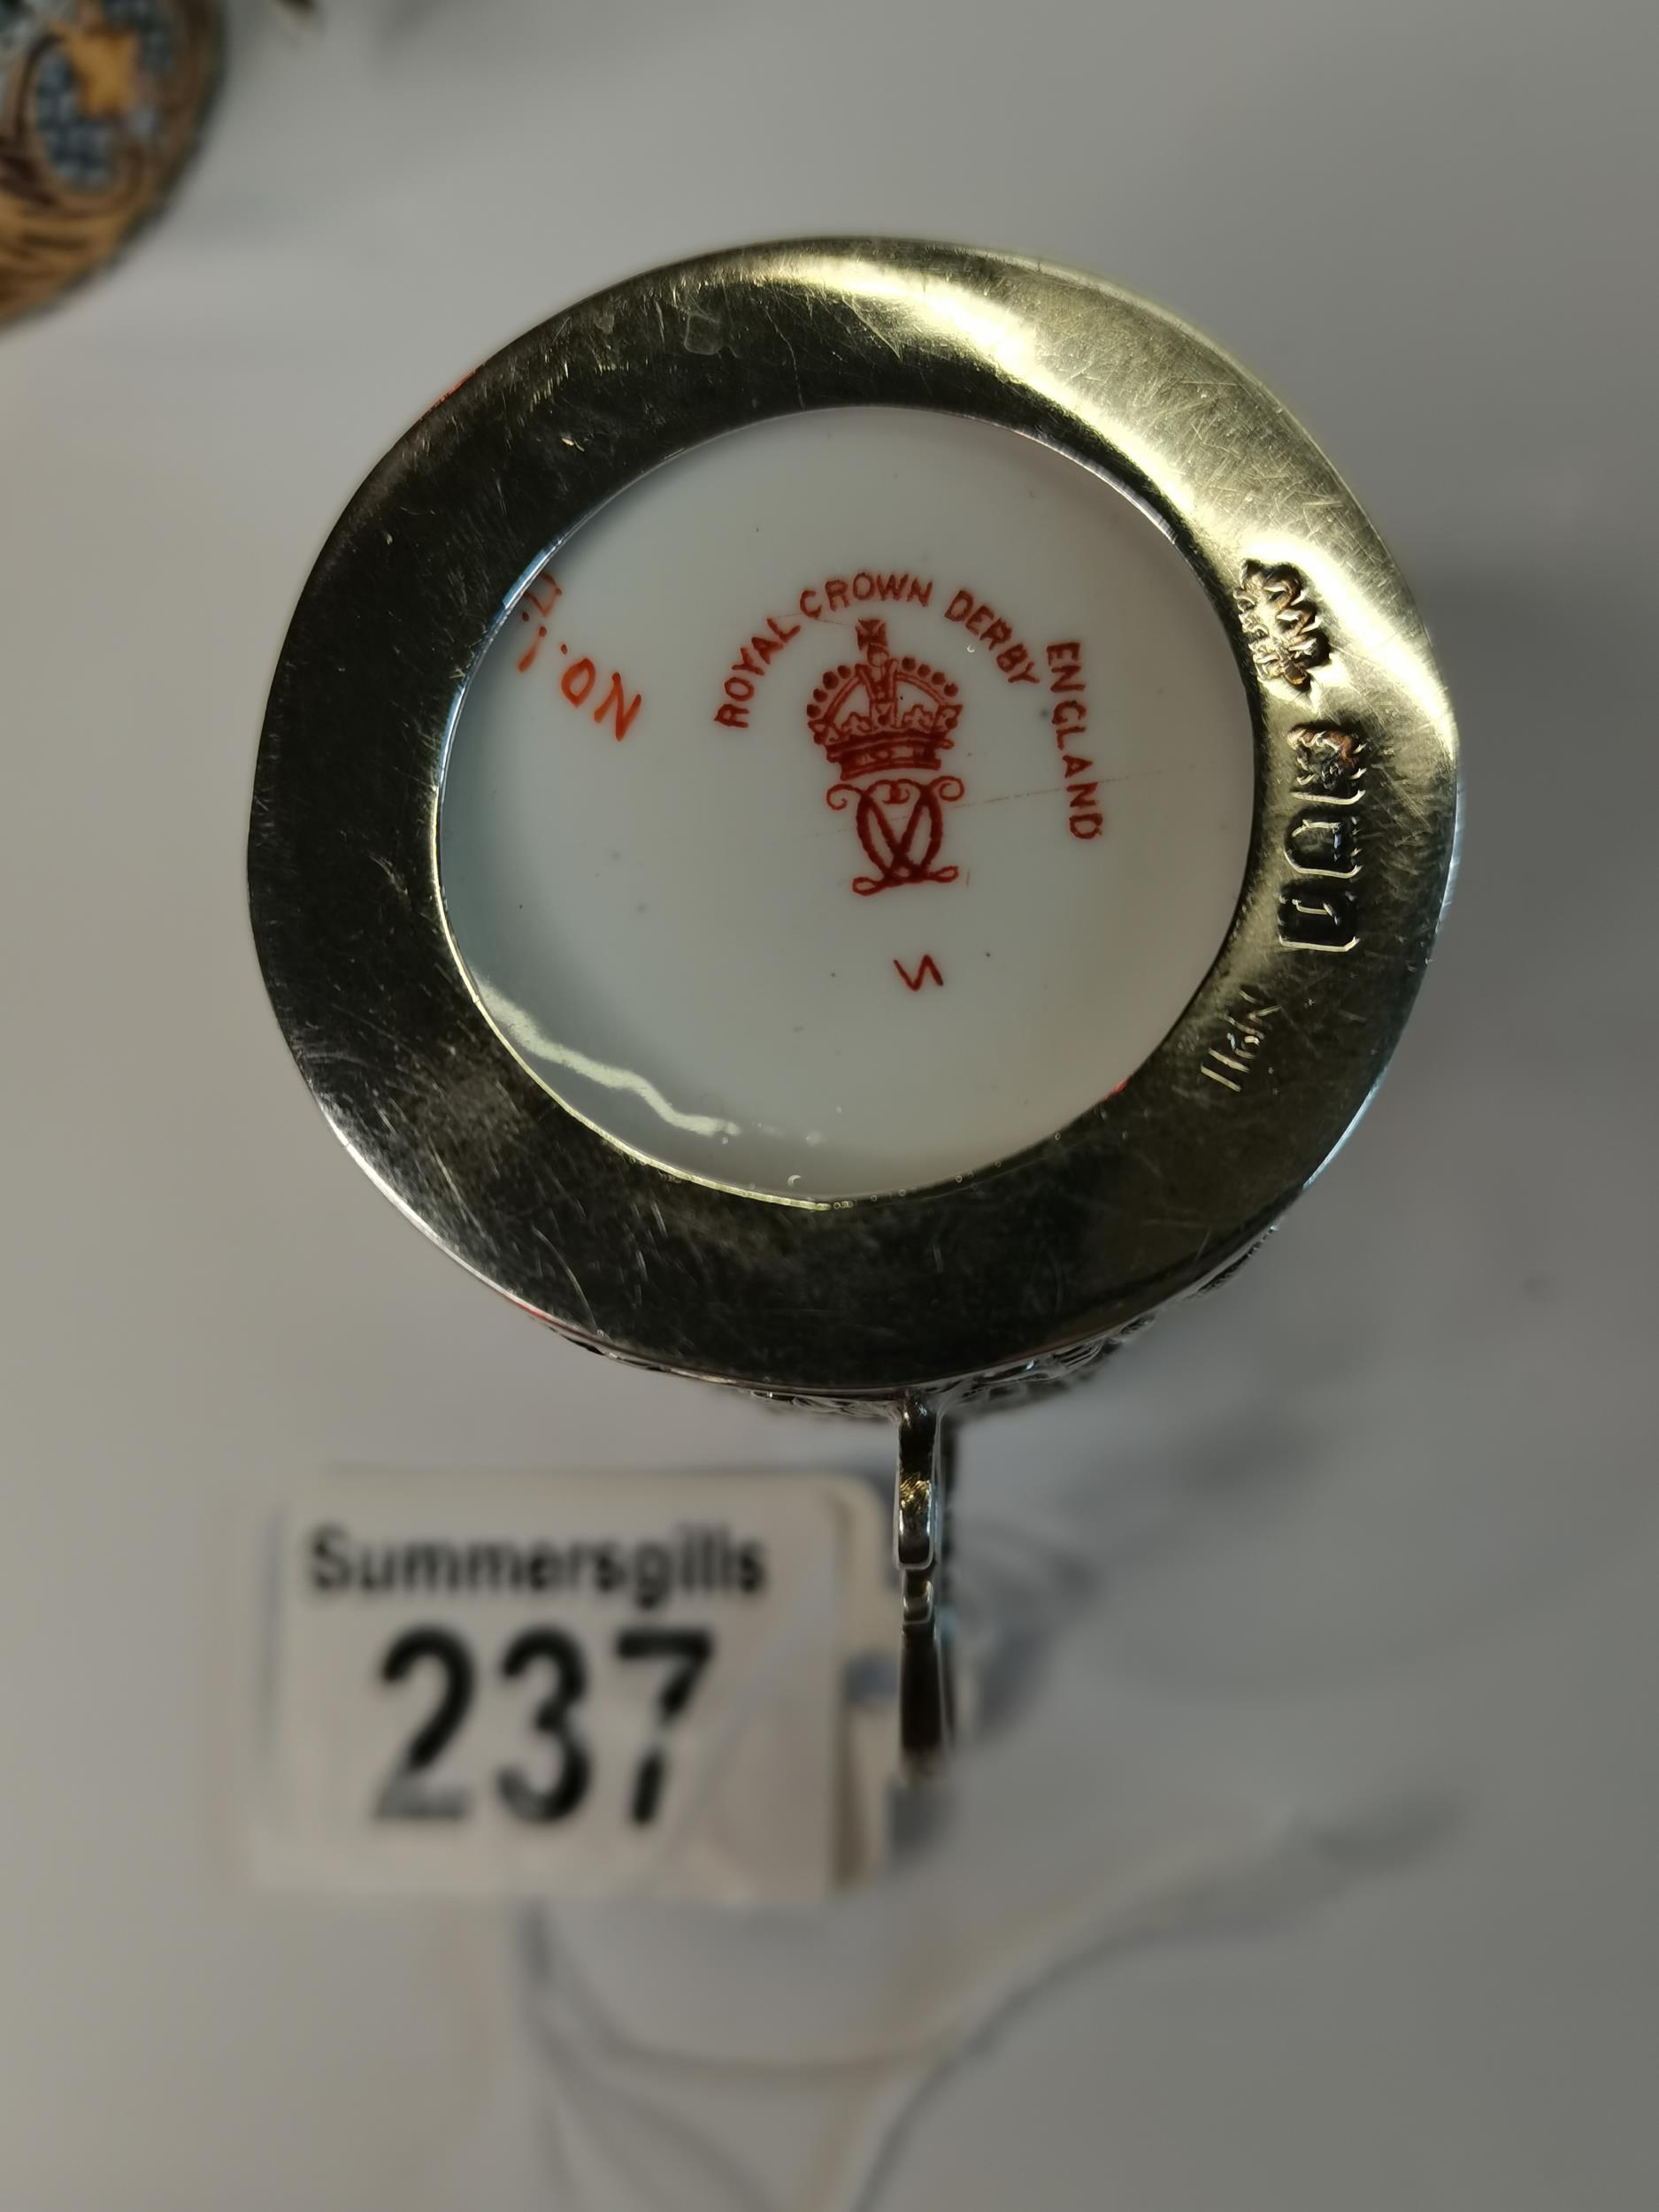 ROYAL CROWN DERBY
ENGLAND
NO. 1
Summersgills
237